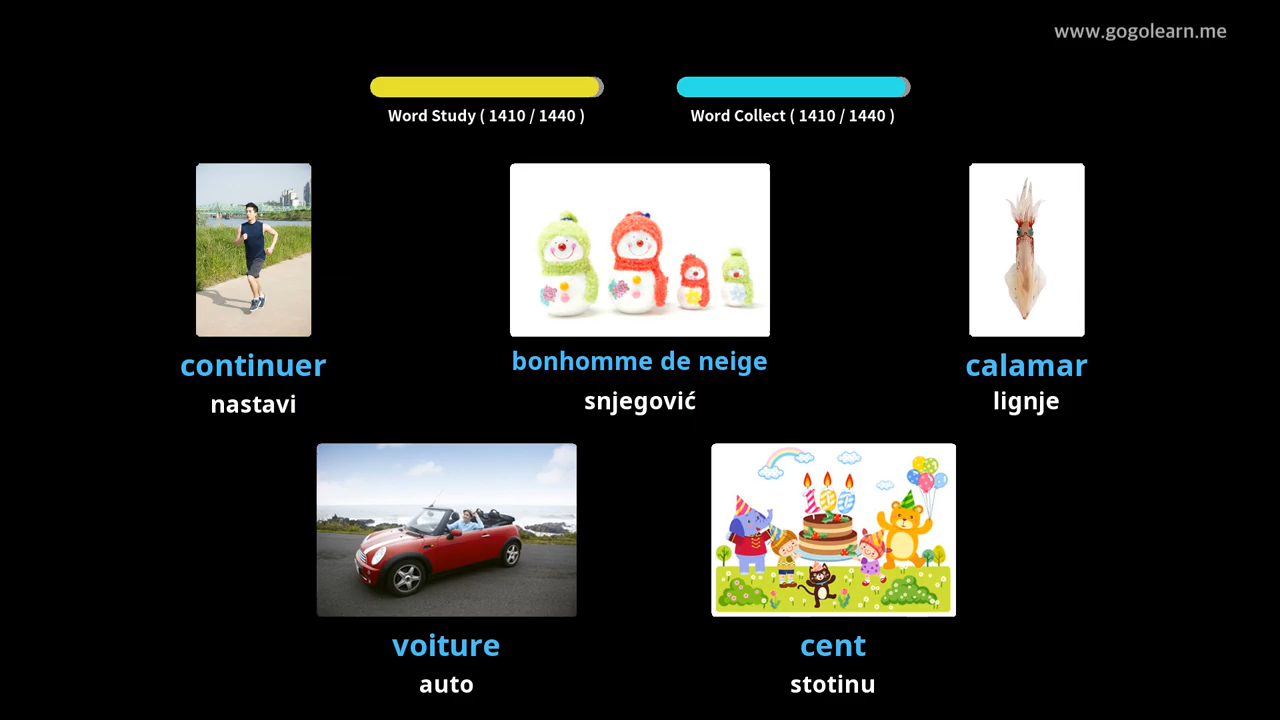 www.gogolearn.me
Word Study ( 1410 / 1440 )
Word Collect ( 1410 / 1440 )
continuer
nastavi
bonhomme de neige
snjegović
calamar
lignje
voiture
auto
100
cent
stotinu